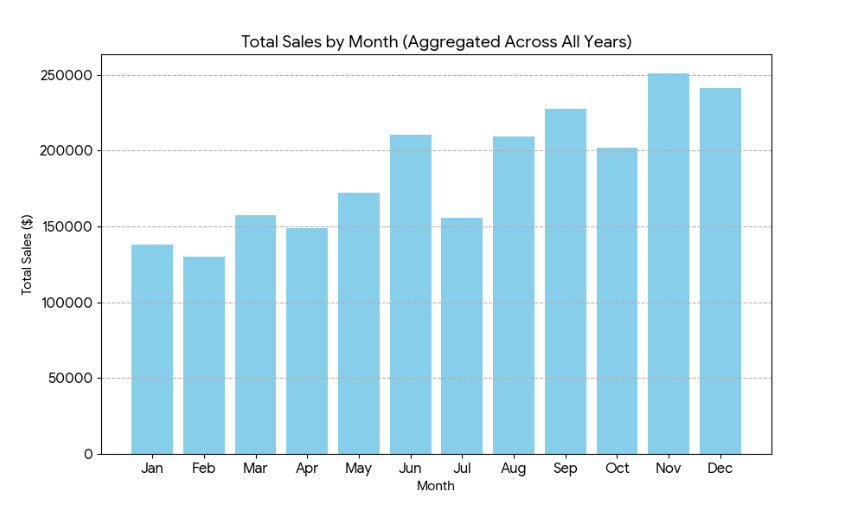 Total Sales by Month (Aggregated Across All Years)
Total Sales ($)
250000
200000
150000
100000
50000
0
Jan Feb Mar Apr May Jun Jul Aug Sep Oct Nov Dec
Month